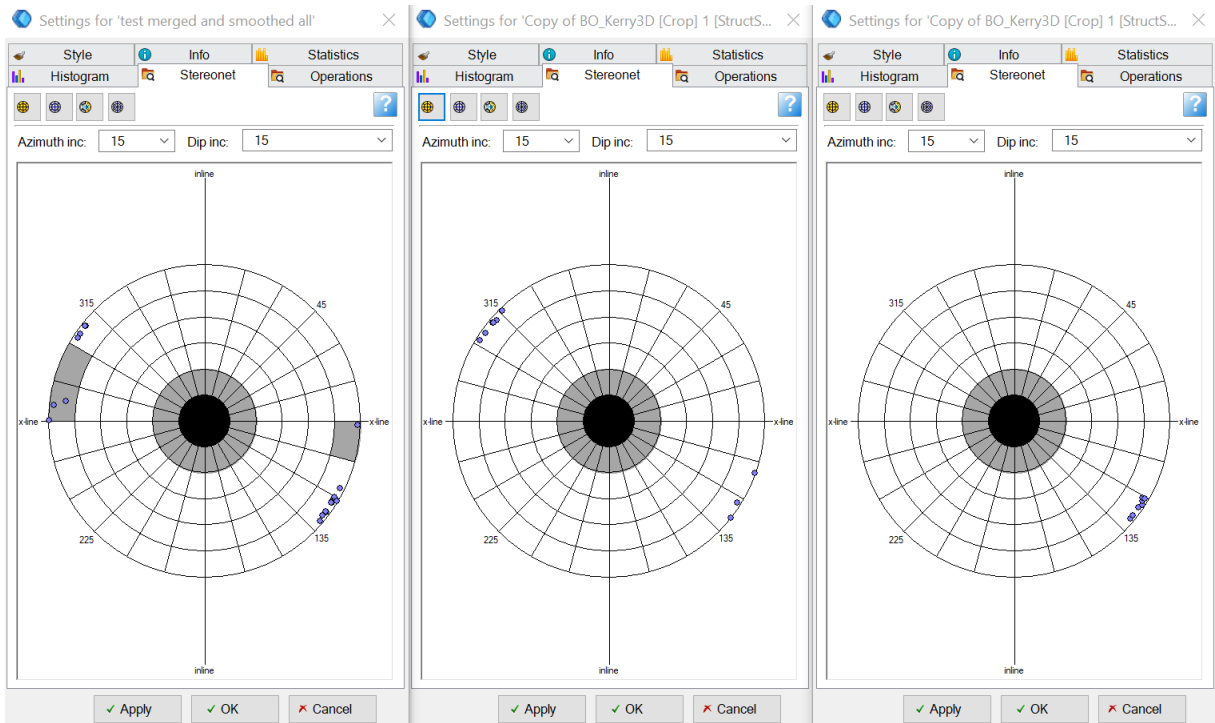 Settings for 'test merged and smoothed all'
Style Info Statistics
Histogram Stereonet Operations
?
Azimuth inc: 15 Dip inc: 15
inline
315 45
x-line x-line
225 135
inline
Apply OK Cancel
Settings for 'Copy of BO_Kerry3D [Crop] 1 [StructS...
Style Info Statistics
Histogram Stereonet Operations
?
Azimuth inc: 15 Dip inc: 15
inline
315 45
x-line x-line
225 135
inline
Apply OK Cancel
Settings for 'Copy of BO_Kerry3D [Crop] 1 [StructS...
Style Info Statistics
Histogram Stereonet Operations
?
Azimuth inc: 15 Dip inc: 15
inline
315 45
x-line x-line
225 135
inline
Apply OK Cancel